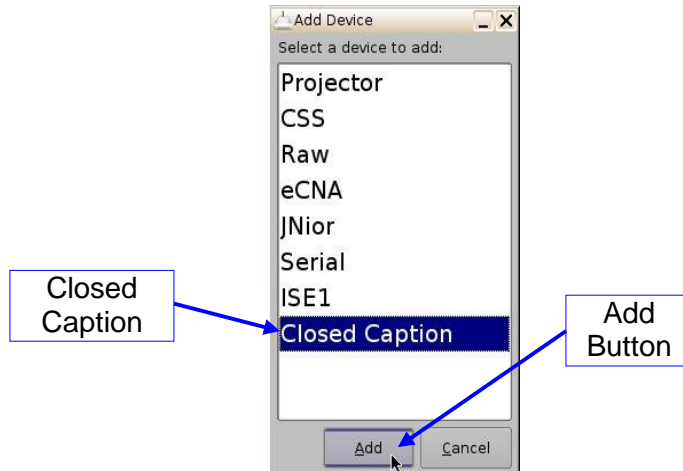 Add Device
Select a device to add:
Projector
CSS
Raw
eCNA
JNior
Serial
ISE1
Closed Caption
Closed
Caption
Add
Button
Add
Cancel